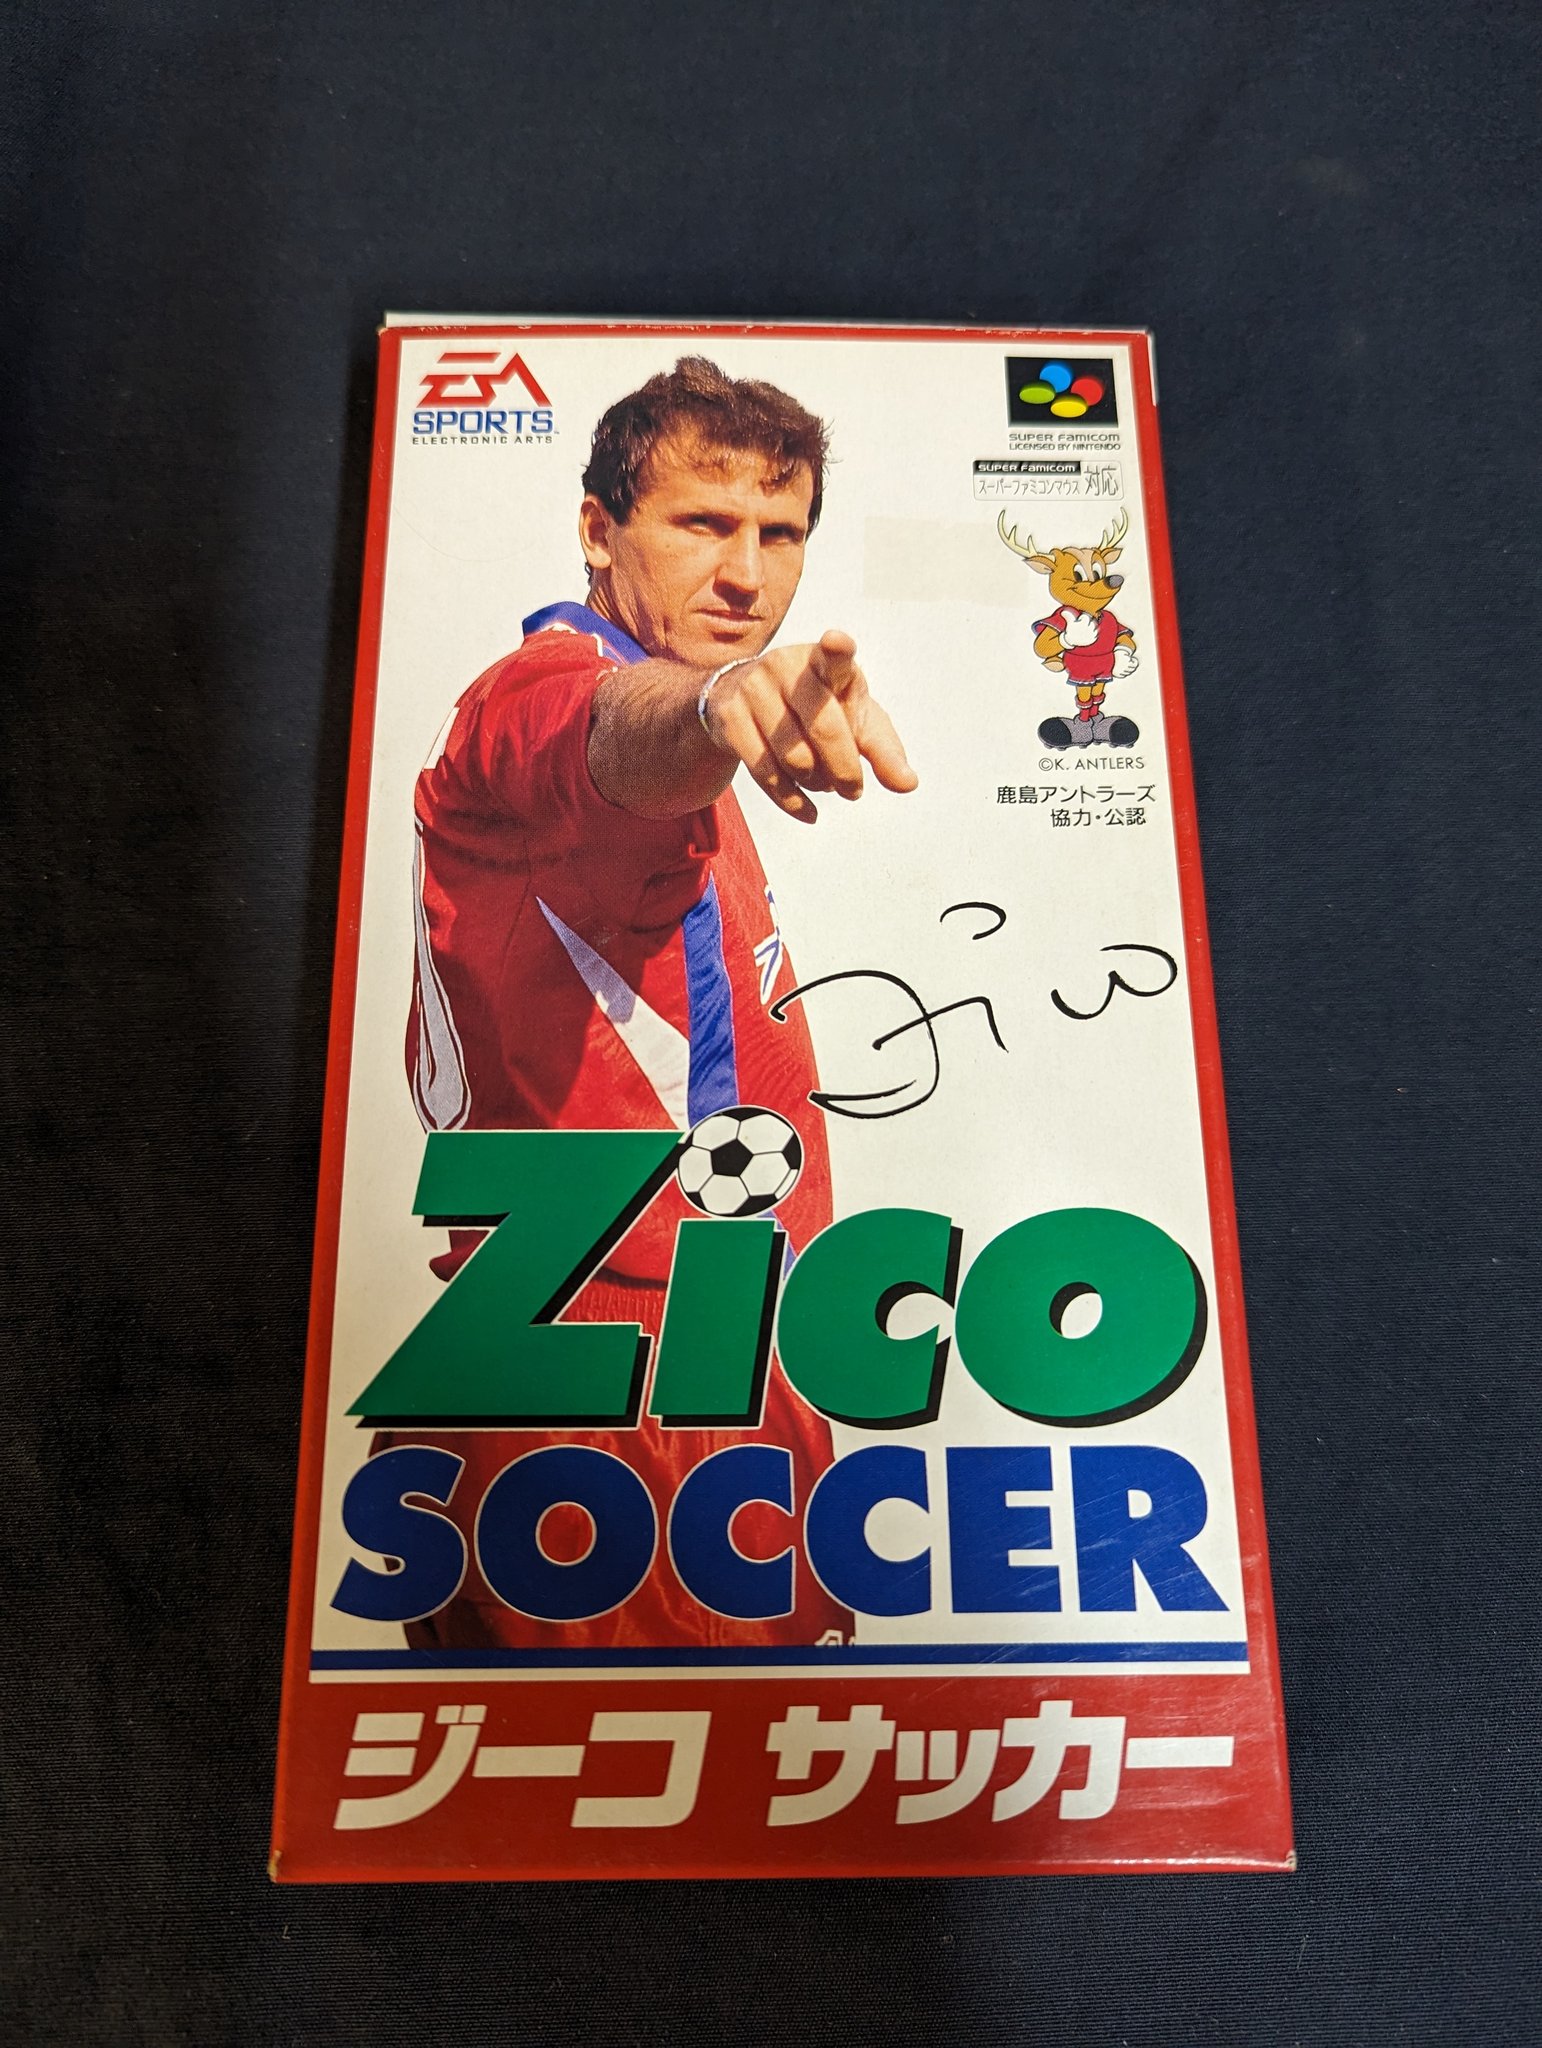 EA
SPORTS™
ELECTRONIC ARTS
SUPER FAMICOM
LICENSED BY NINTENDO
SUPER FAMICOM
スーパーファミコンマウス 対応
©K. ANTLERS
鹿島アントラーズ
協力・公認
Zico
Zico
SOCCER
ジーコ サッカー